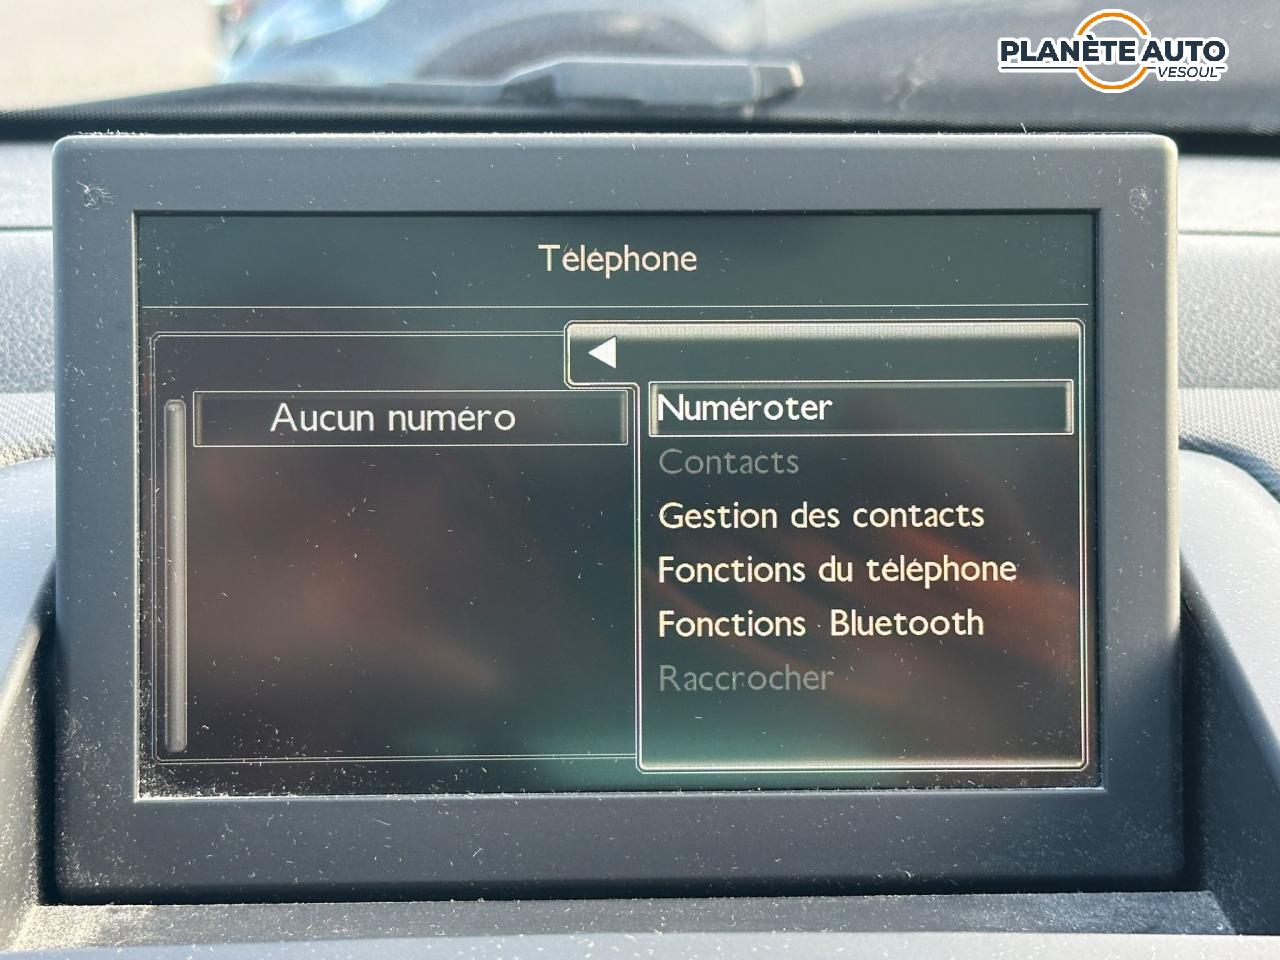 PLANÈTE AUTO
VESOUL
Téléphone
Aucun numéro
Numéroter
Contacts
Gestion des contacts
Fonctions du téléphone
Fonctions Bluetooth
Raccrocher